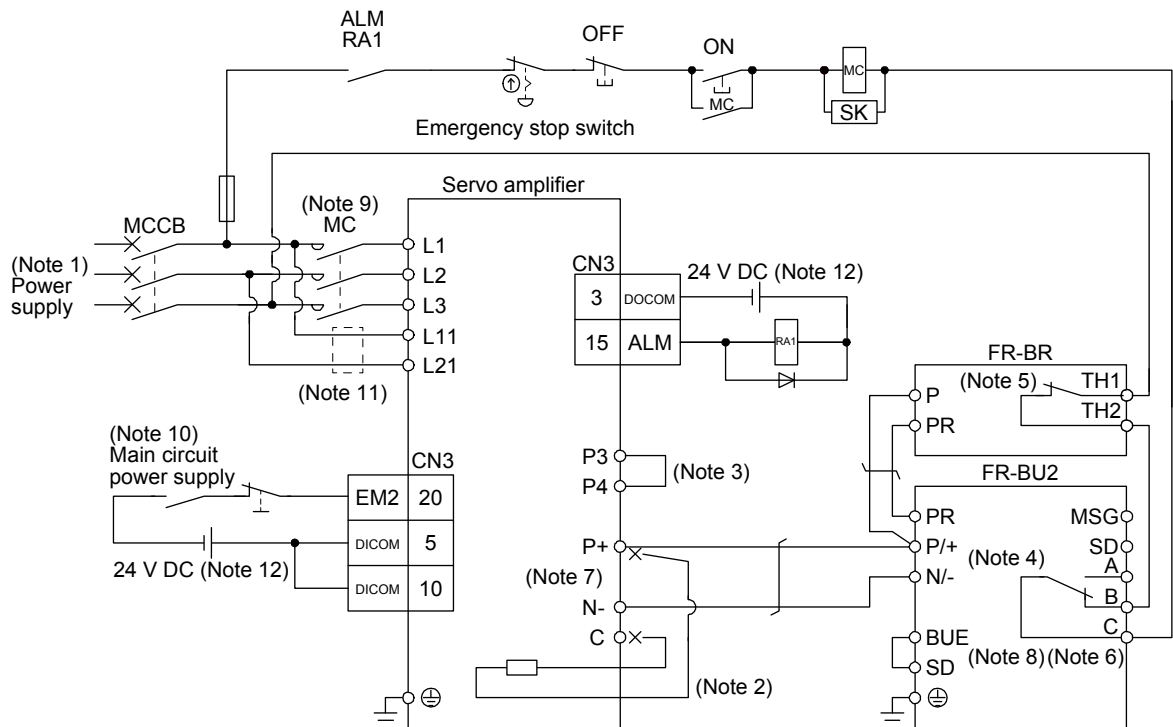 ALM
RA1
OFF
ON
MC
MC
SK
Emergency stop switch
Servo amplifier
MCCB
(Note 9)
MC
(Note 1)
Power
supply
L1
L2
L3
L11
L21
(Note 11)
CN3
24 V DC (Note 12)
3 DOCOM
15 ALM
RA1
FR-BR
(Note 5)
P
TH1
TH2
PR
(Note 10)
Main circuit
power supply
CN3
EM2 20
DICOM 5
24 V DC (Note 12)
DICOM 10
P3
P4
(Note 3)
P+
(Note 7)
N-
C
(Note 2)
FR-BU2
PR
MSG
P/+
SD
A
(Note 4)
N/-
B
C
BUE
(Note 8) (Note 6)
SD